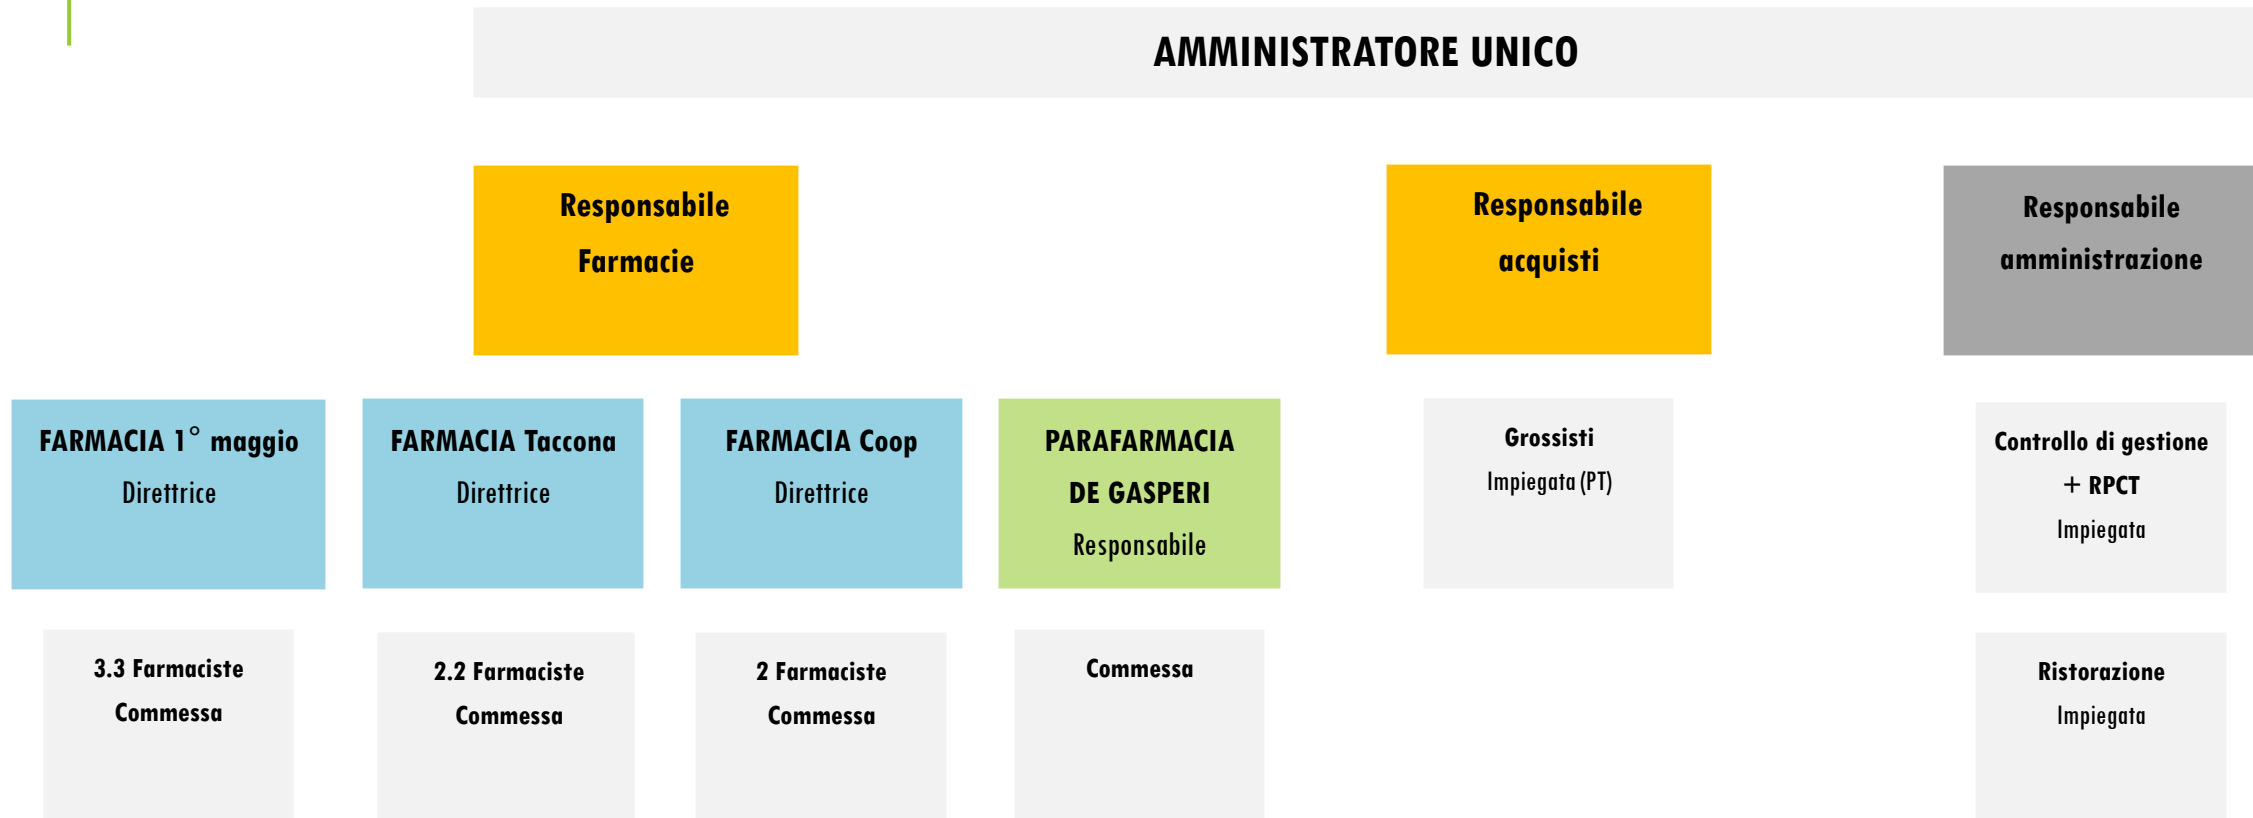 AMMINISTRATORE UNICO
Responsabile
Farmacie
Responsabile
acquisti
Responsabile
amministrazione
FARMACIA 1° maggio
Direttrice
FARMACIA Taccona
Direttrice
FARMACIA Coop
Direttrice
PARAFARMACIA
DE GASPERI
Responsabile
Grossisti
Impiegata (PT)
Controllo di gestione
+ RPCT
Impiegata
3.3 Farmaciste
Commessa
2.2 Farmaciste
Commessa
2 Farmaciste
Commessa
Commessa
Ristorazione
Impiegata